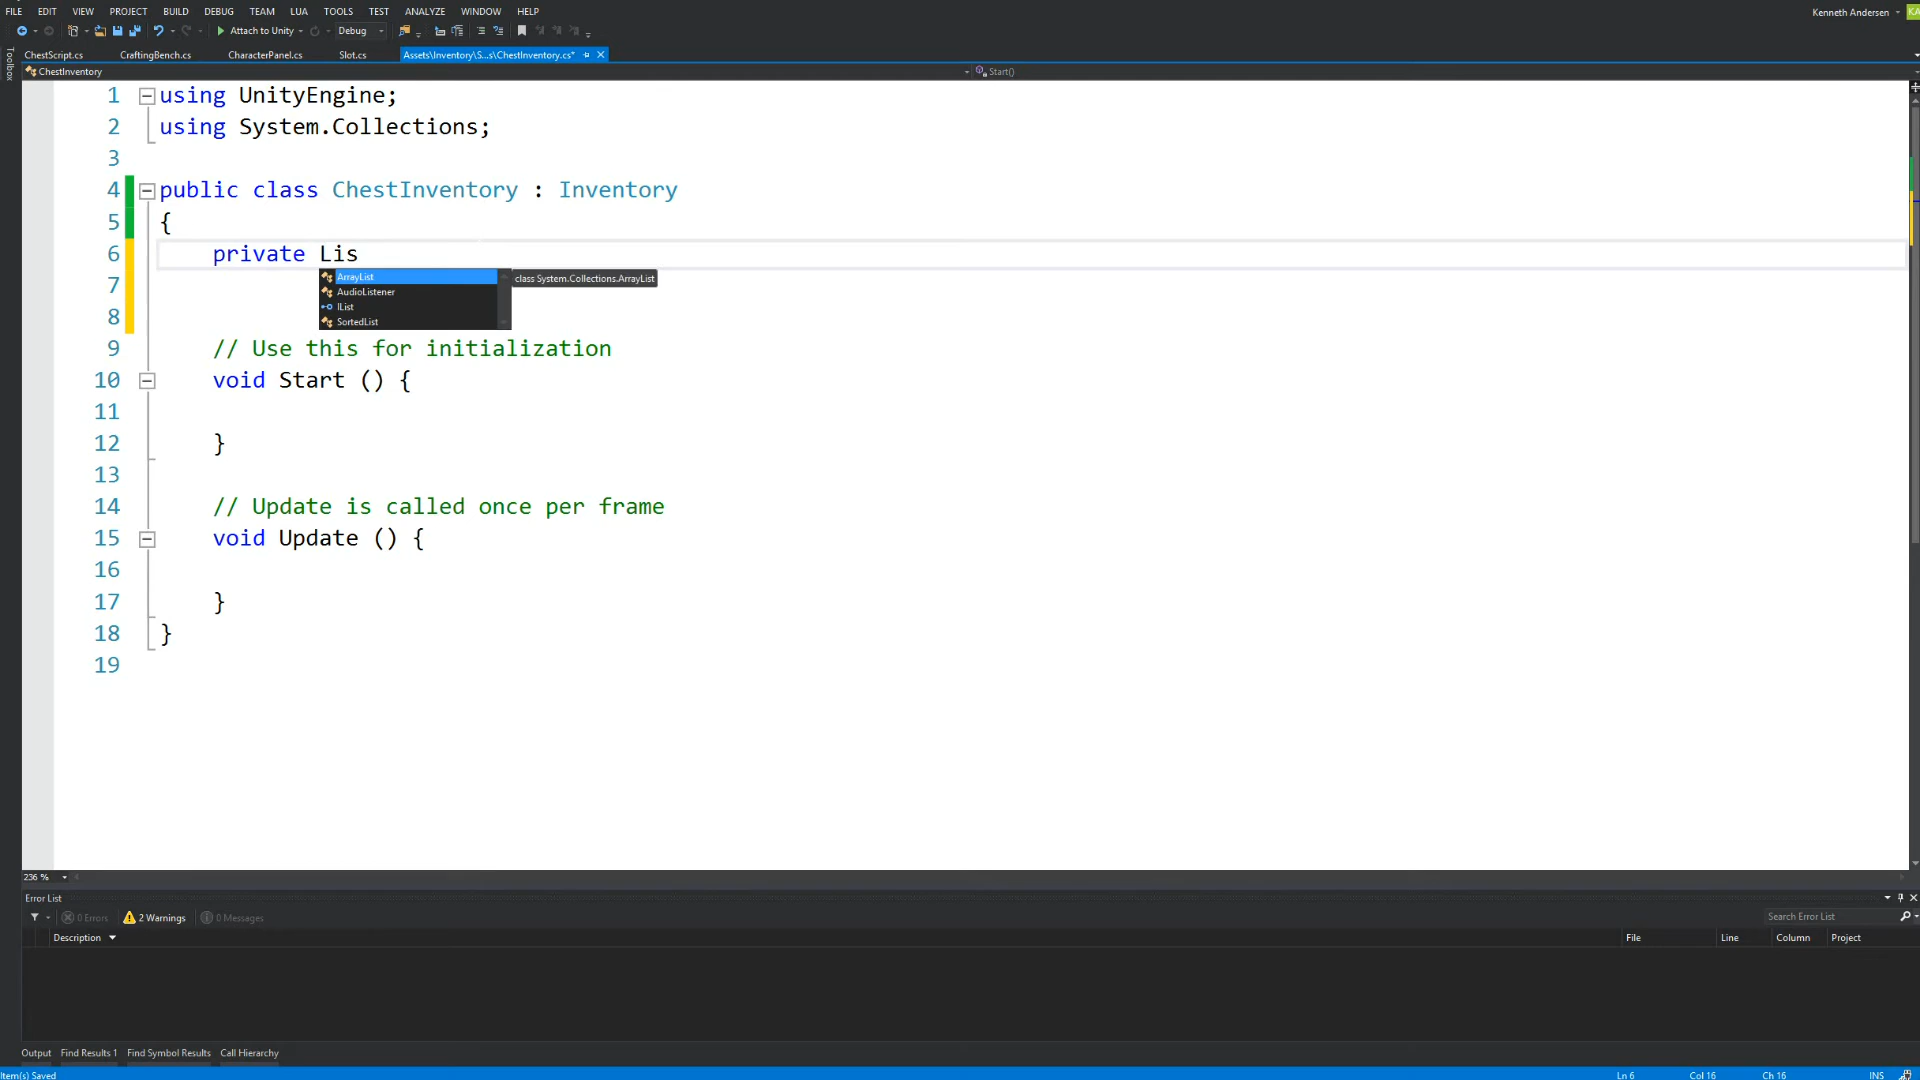 FILE EDIT VIEW PROJECT BUILD DEBUG TEAM LUA TOOLS TEST ANALYZE WINDOW HELP
Kenneth Andersen KA
Attach to Unity Debug
ChestScript.cs CraftingBench.cs CharacterPanel.cs Slot.cs Assets\Inventory\S...s\ChestInventory.cs*
Toolbox
ChestInventory Start()
1 using UnityEngine;
2 using System.Collections;
3
4 public class ChestInventory : Inventory
5 {
6 private Lis
ArrayList class System.Collections.ArrayList
7
AudioListener
IList
8
SortedList
9 // Use this for initialization
10 void Start () {
11
12 }
13
14 // Update is called once per frame
15 void Update () {
16
17 }
18 }
19
236 %
Error List
0 Errors 2 Warnings 0 Messages
Search Error List
Description File Line Column Project
Output Find Results 1 Find Symbol Results Call Hierarchy
Item(s) Saved Ln 6 Col 16 Ch 16 INS